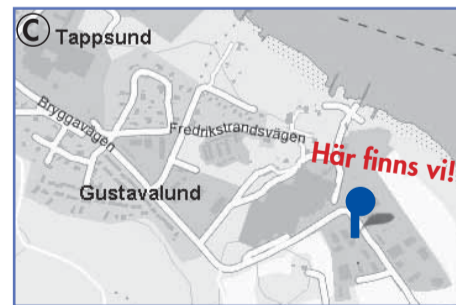 © Tappsund
Bryggavägen
Fredrikstrandsvägen
Här finns vi!
Gustavalund